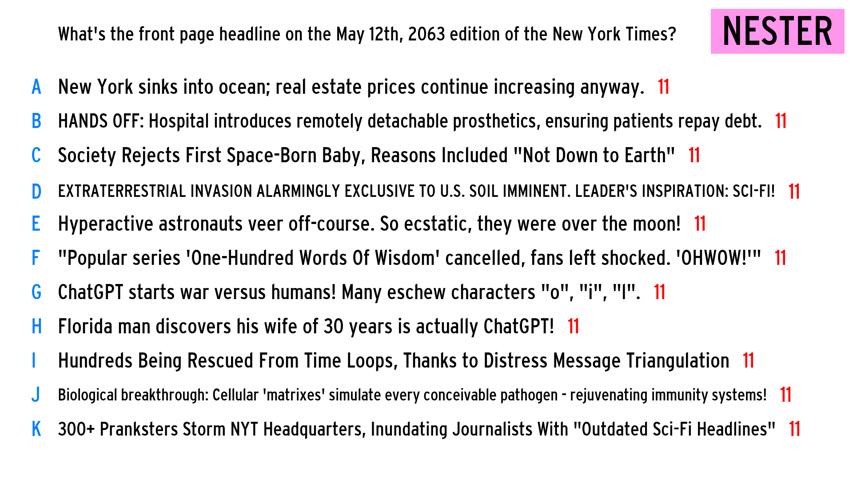 What's the front page headline on the May 12th, 2063 edition of the New York Times?
NESTER
A New York sinks into ocean; real estate prices continue increasing anyway. 11
B HANDS OFF: Hospital introduces remotely detachable prosthetics, ensuring patients repay debt. 11
C Society Rejects First Space-Born Baby, Reasons Included "Not Down to Earth" 11
D EXTRATERRESTRIAL INVASION ALARMINGLY EXCLUSIVE TO U.S. SOIL IMMINENT. LEADER'S INSPIRATION: SCI-FI! 11
E Hyperactive astronauts veer off-course. So ecstatic, they were over the moon! 11
F "Popular series 'One-Hundred Words Of Wisdom' cancelled, fans left shocked. 'OHWOW!'" 11
G ChatGPT starts war versus humans! Many eschew characters "o", "i", "l". 11
H Florida man discovers his wife of 30 years is actually ChatGPT! 11
I Hundreds Being Rescued From Time Loops, Thanks to Distress Message Triangulation 11
J Biological breakthrough: Cellular 'matrixes' simulate every conceivable pathogen - rejuvenating immunity systems! 11
K 300+ Pranksters Storm NYT Headquarters, Inundating Journalists With "Outdated Sci-Fi Headlines" 11